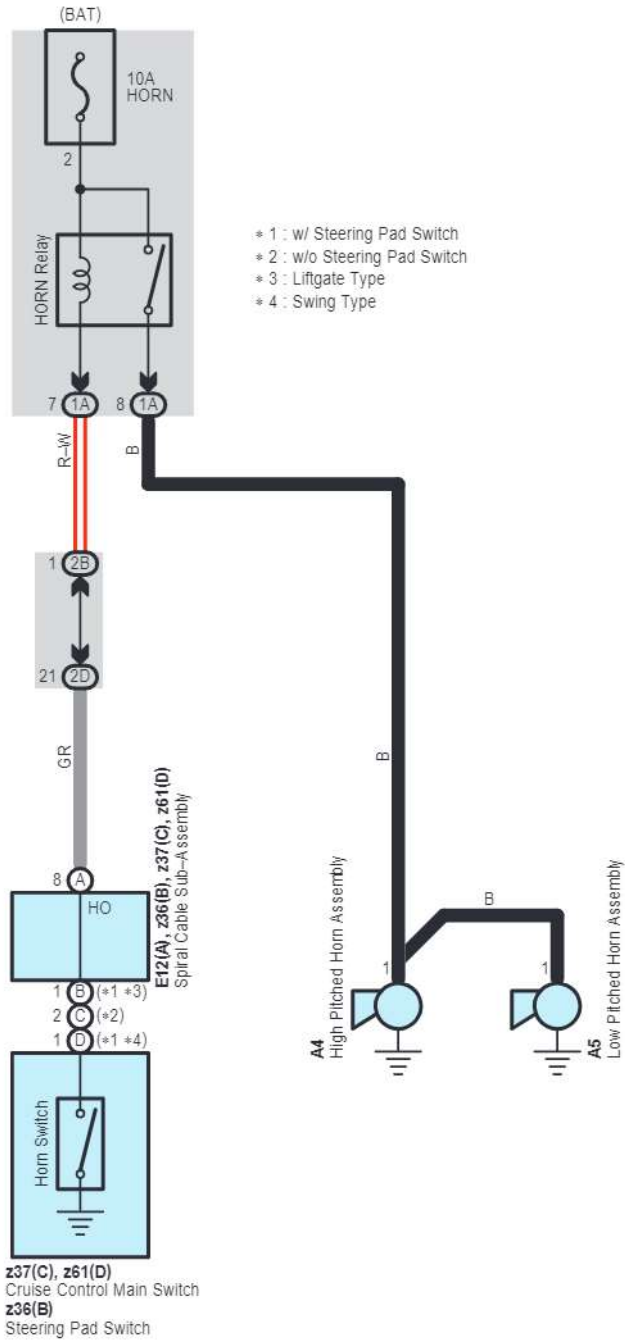 (BAT)
10A
HORN
2
HORN Relay
* 1 : w/ Steering Pad Switch
* 2 : w/o Steering Pad Switch
* 3 : Liftgate Type
* 4 : Swing Type
7 1A 8 1A
R–W
B
1 2B
21 2D
GR
B
8 A
HO
E12(A), z36(B), z37(C), z61(D)
Spiral Cable Sub–Assembly
1 B (*1 *3)
2 C (*2)
1 D (*1 *4)
Horn Switch
z37(C), z61(D)
Cruise Control Main Switch
z36(B)
Steering Pad Switch
B
1
A4
High Pitched Horn Assembly
1
A5
Low Pitched Horn Assembly